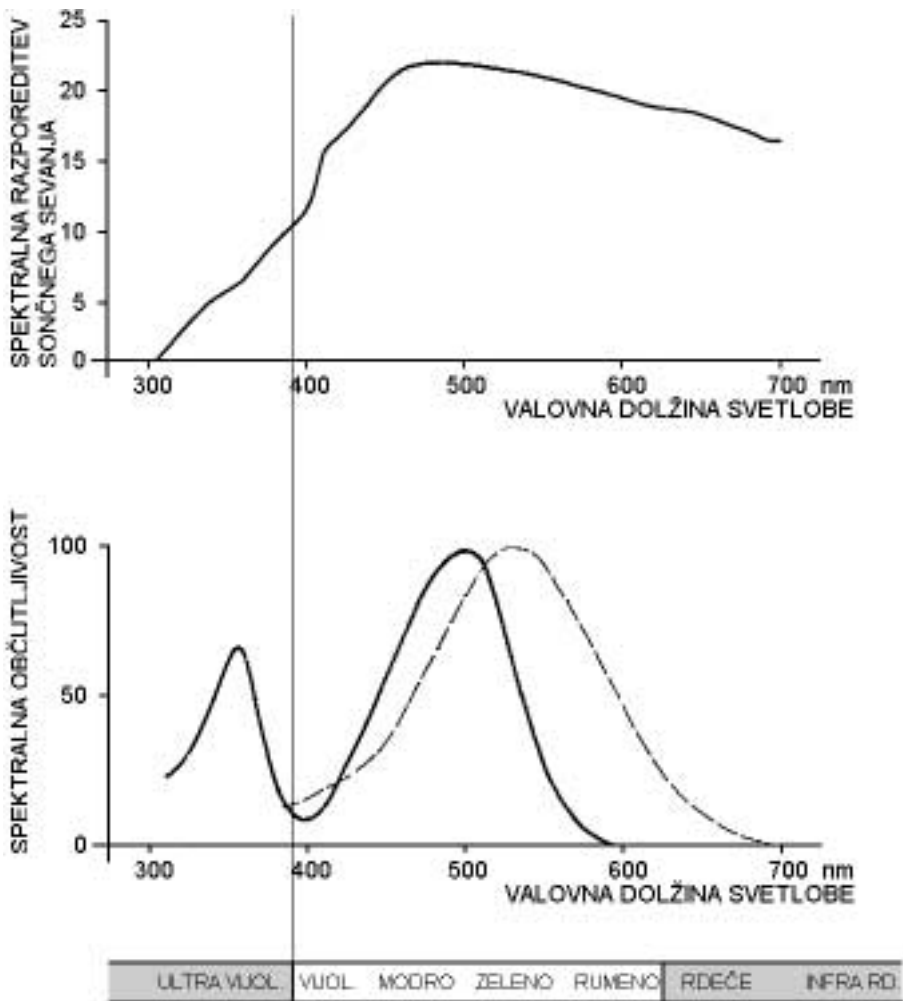 SPEKTRALNA RAZPOREDITEV
SONČNEGA SEVANJA
25
20
15
10
5
0
300 400 500 600 700 nm
VALOVNA DOLŽINA SVETLOBE
SPEKTRALNA OBČUTLJIVOST
100
50
0
300 400 500 600 700 nm
VALOVNA DOLŽINA SVETLOBE
ULTRA VIJOL. VIJOL. MODRO ZELENO RUMENO RDEČE INFRA RD.